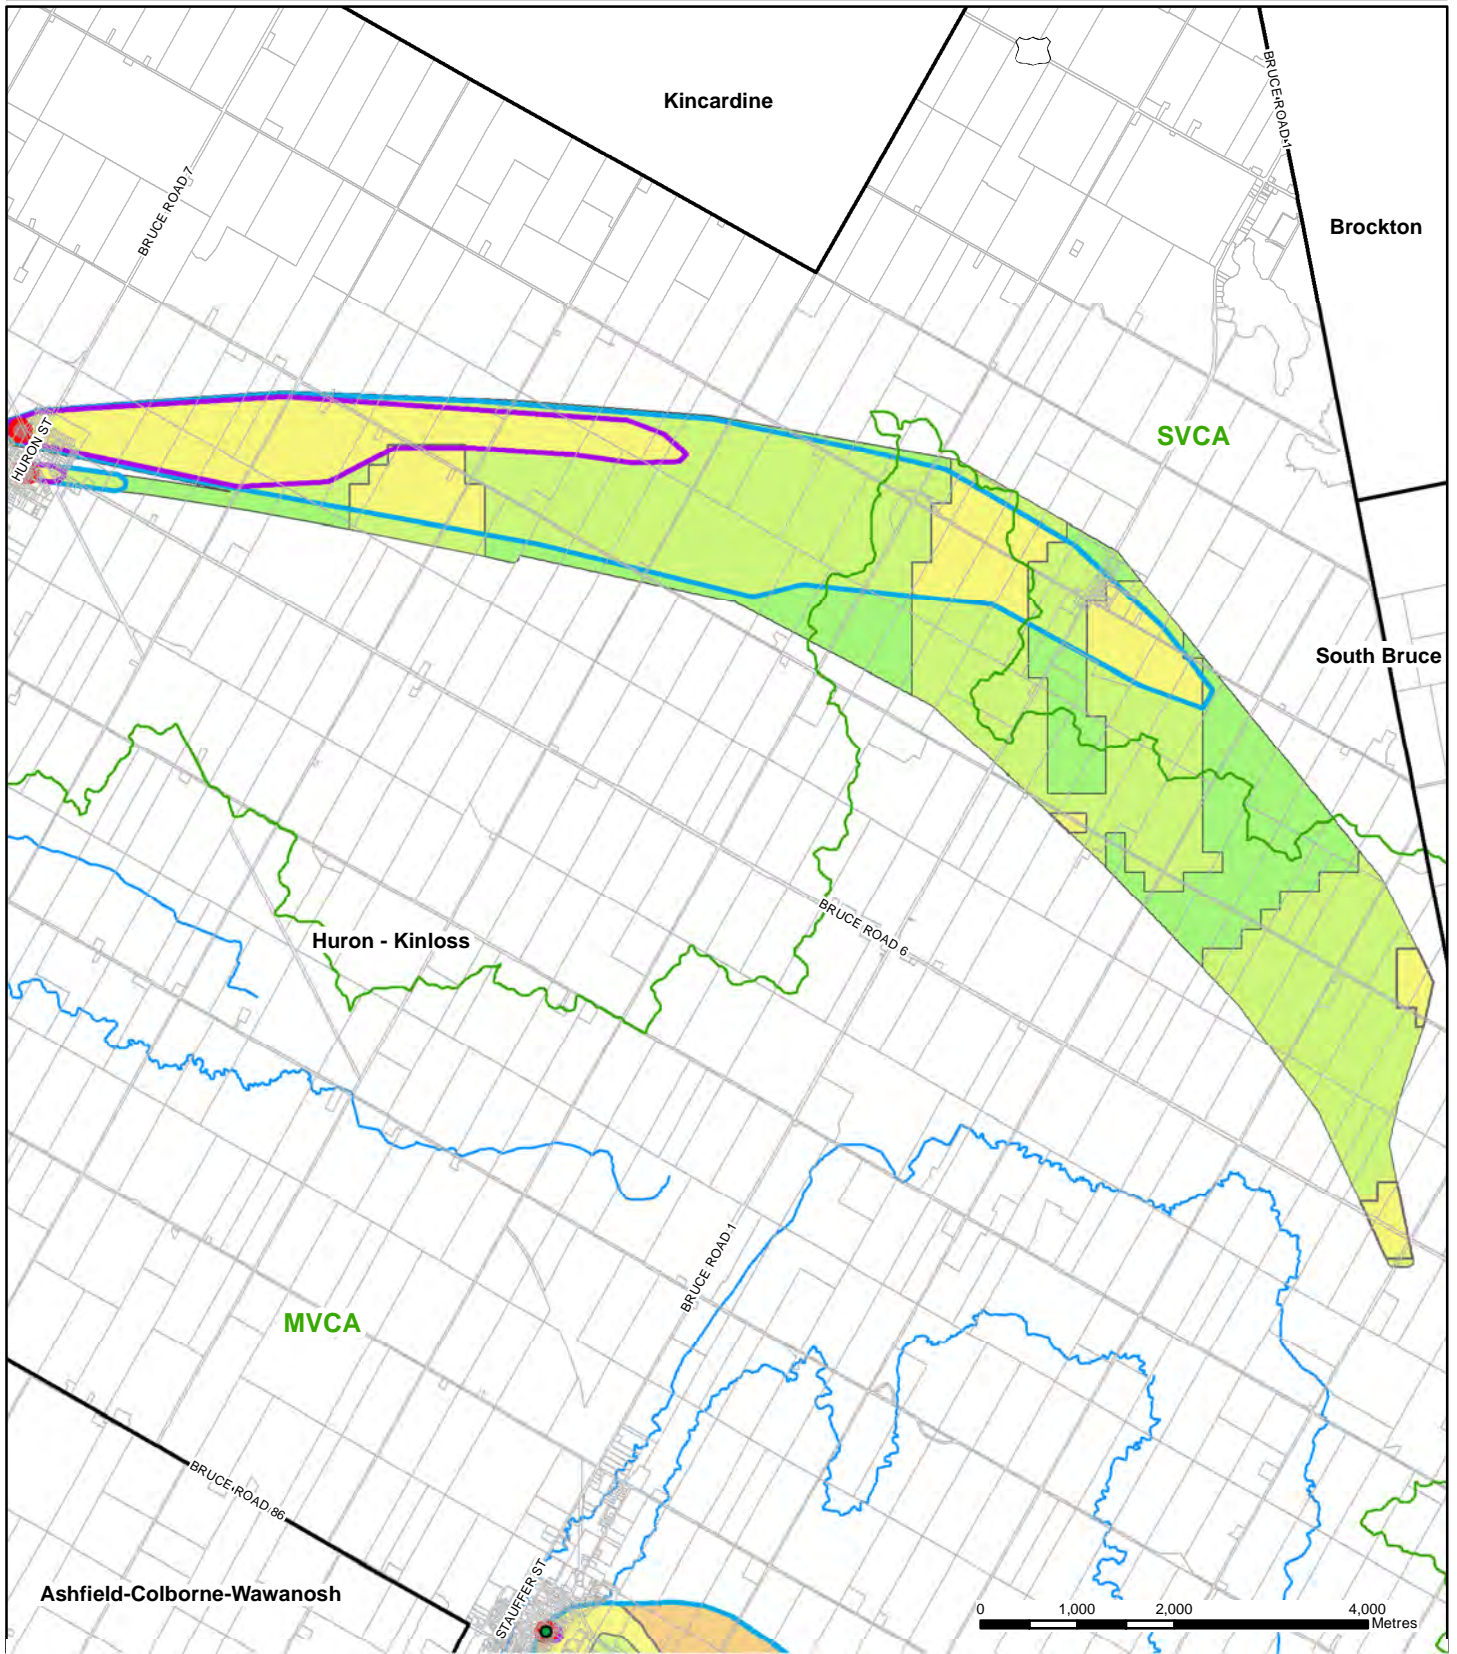 Kincardine
BRUCE ROAD 1
BRUCE ROAD 7
Brockton
HURON ST
SVCA
South Bruce
BRUCE ROAD 6
Huron - Kinloss
BRUCE ROAD 1
MVCA
BRUCE ROAD 86
STAUFFER ST
Ashfield-Colborne-Wawanosh
0 1,000 2,000 4,000
Metres